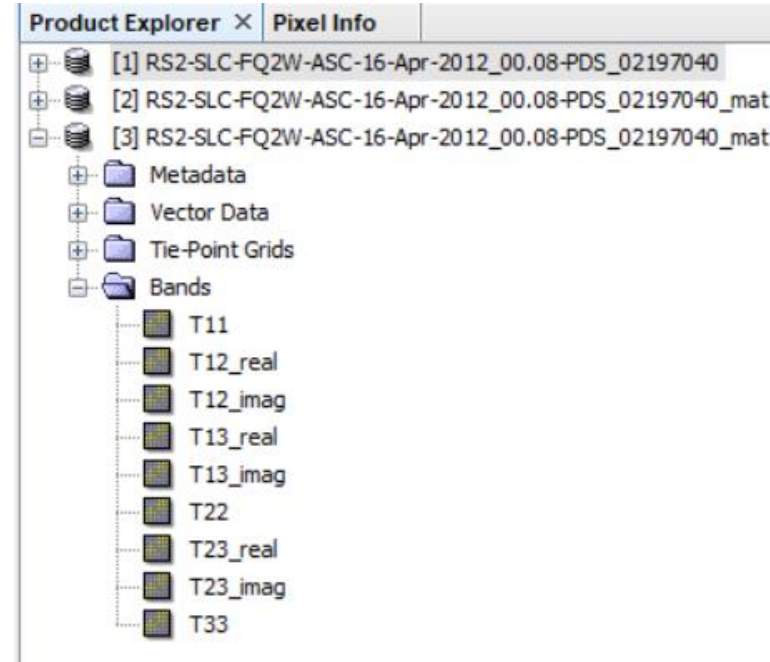 Product Explorer × Pixel Info
[1] RS2-SLC-FQ2W-ASC-16-Apr-2012_00.08-PDS_02197040
[2] RS2-SLC-FQ2W-ASC-16-Apr-2012_00.08-PDS_02197040_mat
[3] RS2-SLC-FQ2W-ASC-16-Apr-2012_00.08-PDS_02197040_mat
Metadata
Vector Data
Tie-Point Grids
Bands
T11
T12_real
T12_imag
T13_real
T13_imag
T22
T23_real
T23_imag
T33